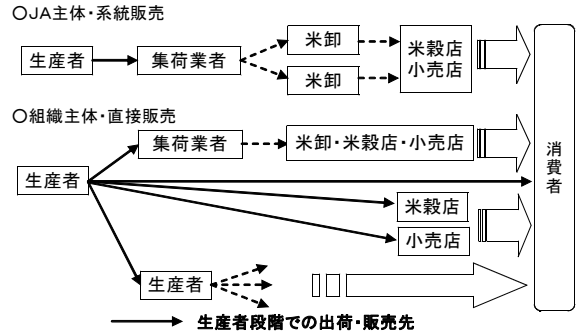 ○JA主体・系統販売
生産者
集荷業者
米卸
米卸
米穀店
小売店
○組織主体・直接販売
集荷業者
米卸・米穀店・小売店
生産者
米穀店
小売店
生産者
消費者
生産者段階での出荷・販売先